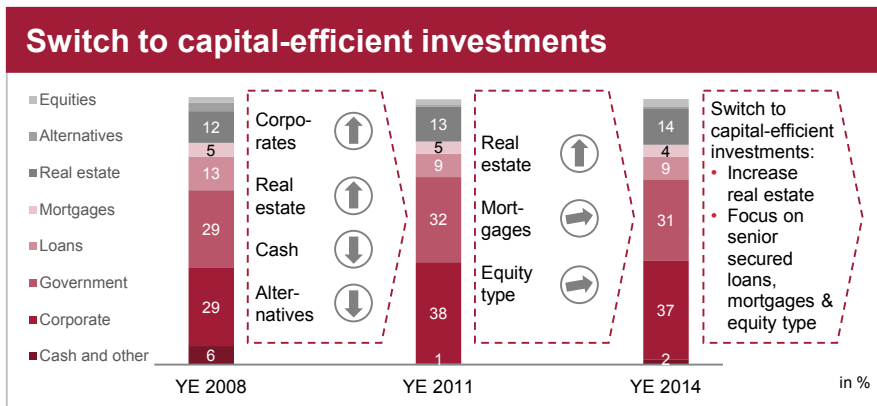 Switch to capital-efficient investments
Equities
Alternatives
Real estate
Mortgages
Loans
Government
Corporate
Cash and other
12
5
13
29
29
6
YE 2008
Corpo-
rates
Real
estate
Cash
Alter-
natives
13
5
9
32
38
1
YE 2011
Real
estate
Mort-
gages
Equity
type
14
4
9
31
37
2
YE 2014
Switch to
capital-efficient
investments:
• Increase
real estate
• Focus on
senior
secured
loans,
mortgages &
equity type
in %